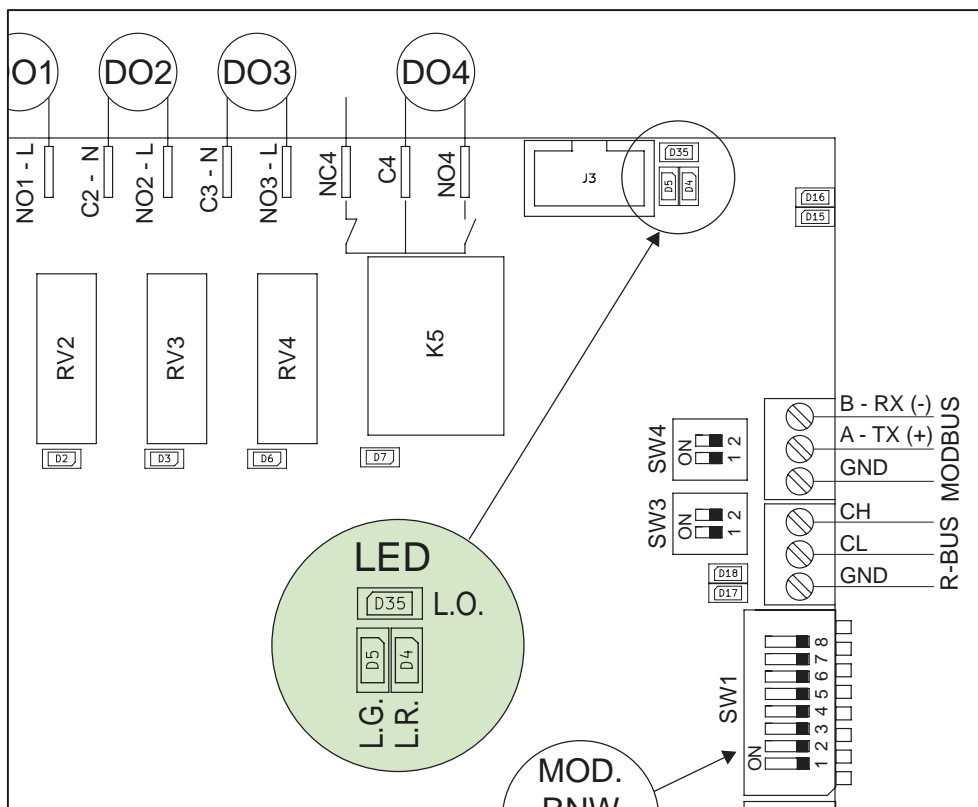 DO1
DO2
DO3
DO4
NO1 - L
C2 - N
NO2 - L
C3 - N
NO3 - L
NC4
C4
NO4
J3
D35
D5
D4
D16
D15
RV2
RV3
RV4
K5
D2
D3
D6
D7
SW4
ON
1 2
SW3
ON
1 2
B - RX (-)
A - TX (+)
GND
MODBUS
CH
CL
GND
R-BUS
D18
D17
LED
D35
L.O.
D5
D4
L.G.
L.R.
SW1
ON
1 2 3 4 5 6 7 8
MOD.
BNW